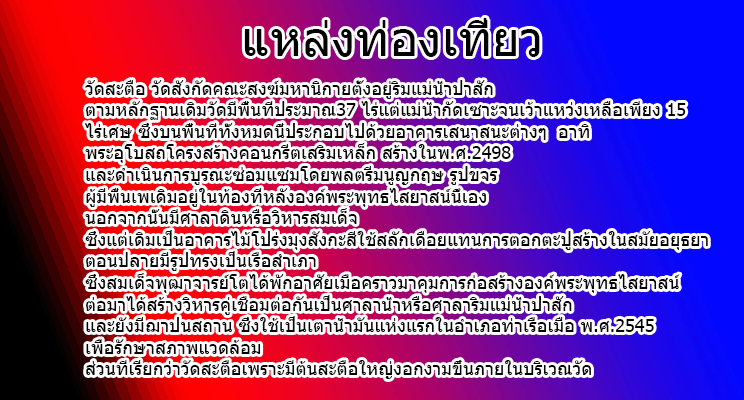 แหล่งท่องเที่ยว
วัดสะตือ วัดสังกัดคณะสงฆ์มหานิกายตั้งอยู่ริมแม่น้ำป่าสัก
ตามหลักฐานเดิมวัดมีพื้นที่ประมาณ37 ไร่แต่แม่น้ำกัดเซาะจนเว้าแหว่งเหลือเพียง 15
ไร่เศษ ซึ่งบนพื้นที่ทั้งหมดนี้ประกอบไปด้วยอาคารเสนาสนะต่างๆ อาทิ
พระอุโบสถโครงสร้างคอนกรีตเสริมเหล็ก สร้างในพ.ศ.2498
และดำเนินการบูรณะซ่อมแซมโดยพลตรีมนูญกฤษ รูปขจร
ผู้มีพื้นเพเดิมอยู่ในท้องที่หลังองค์พระพุทธไสยาสน์นี้เอง
นอกจากนั้นมีศาลาดินหรือวิหารสมเด็จ
ซึ่งแต่เดิมเป็นอาคารไม้โปร่งมุงสังกะสีใช้สลักเดือยแทนการตอกตะปูสร้างในสมัยอยุธยา
ตอนปลายมีรูปทรงเป็นเรือสำเภา
ซึ่งสมเด็จพุฒาจารย์โตได้พักอาศัยเมื่อคราวมาคุมการก่อสร้างองค์พระพุทธไสยาสน์
ต่อมาได้สร้างวิหารคู่เชื่อมต่อกันเป็นศาลาน้ำหรือศาลาริมแม่น้ำป่าสัก
และยังมีฌาปนสถาน ซึ่งใช้เป็นเตาน้ำมันแห่งแรกในอำเภอท่าเรือเมื่อ พ.ศ.2545
เพื่อรักษาสภาพแวดล้อม
ส่วนที่เรียกว่าวัดสะตือเพราะมีต้นสะตือใหญ่งอกงามขึ้นภายในบริเวณวัด